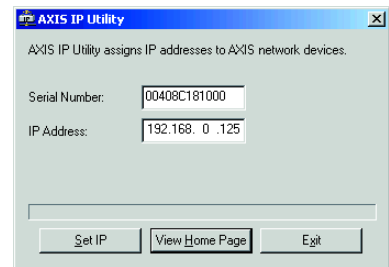 AXIS IP Utility
AXIS IP Utility assigns IP addresses to AXIS network devices.
Serial Number: 00408C181000
IP Address: 192.168. 0 .125
Set IP View Home Page Exit